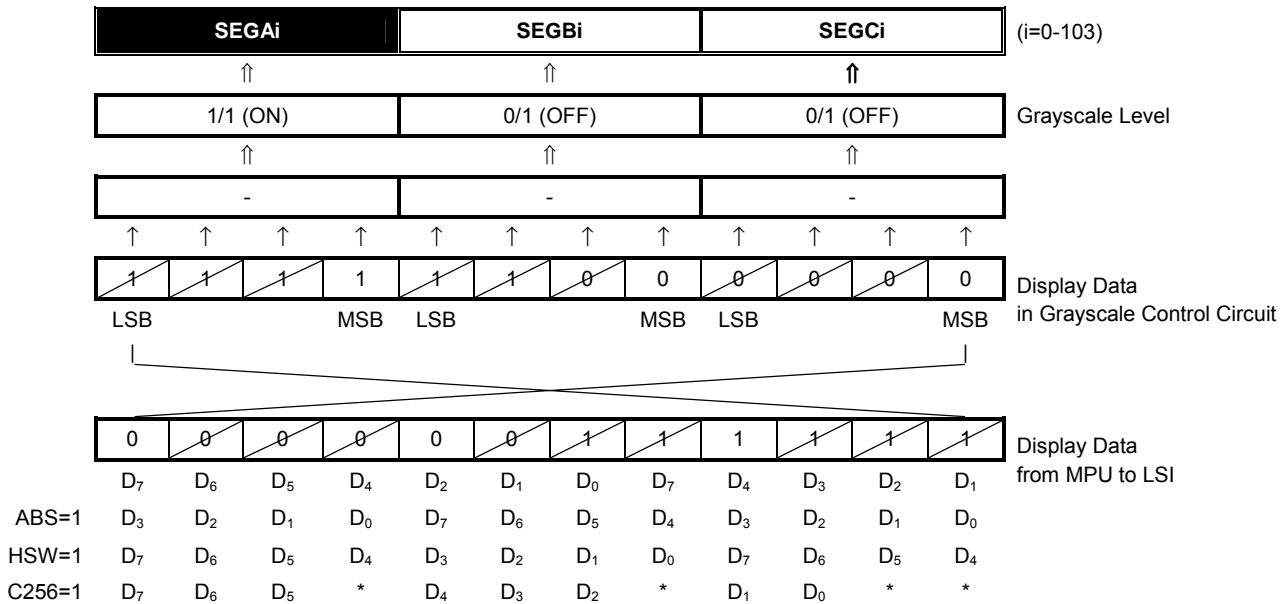 SEGAi SEGBi SEGCi (i=0-103)
⇑ ⇑ ⇑
1/1 (ON) 0/1 (OFF) 0/1 (OFF) Grayscale Level
⇑ ⇑ ⇑
- - -
↑ ↑ ↑ ↑ ↑ ↑ ↑ ↑ ↑ ↑ ↑ ↑
1 1 1 1 1 1 0 0 0 0 0 0 Display Data
in Grayscale Control Circuit
LSB MSB LSB MSB LSB MSB
0 0 0 0 0 0 1 1 1 1 1 1 Display Data
from MPU to LSI
D₇ D₆ D₅ D₄ D₂ D₁ D₀ D₇ D₄ D₃ D₂ D₁
ABS=1 D₃ D₂ D₁ D₀ D₇ D₆ D₅ D₄ D₃ D₂ D₁ D₀
HSW=1 D₇ D₆ D₅ D₄ D₃ D₂ D₁ D₀ D₇ D₆ D₅ D₄
C256=1 D₇ D₆ D₅ * D₄ D₃ D₂ * D₁ D₀ * *